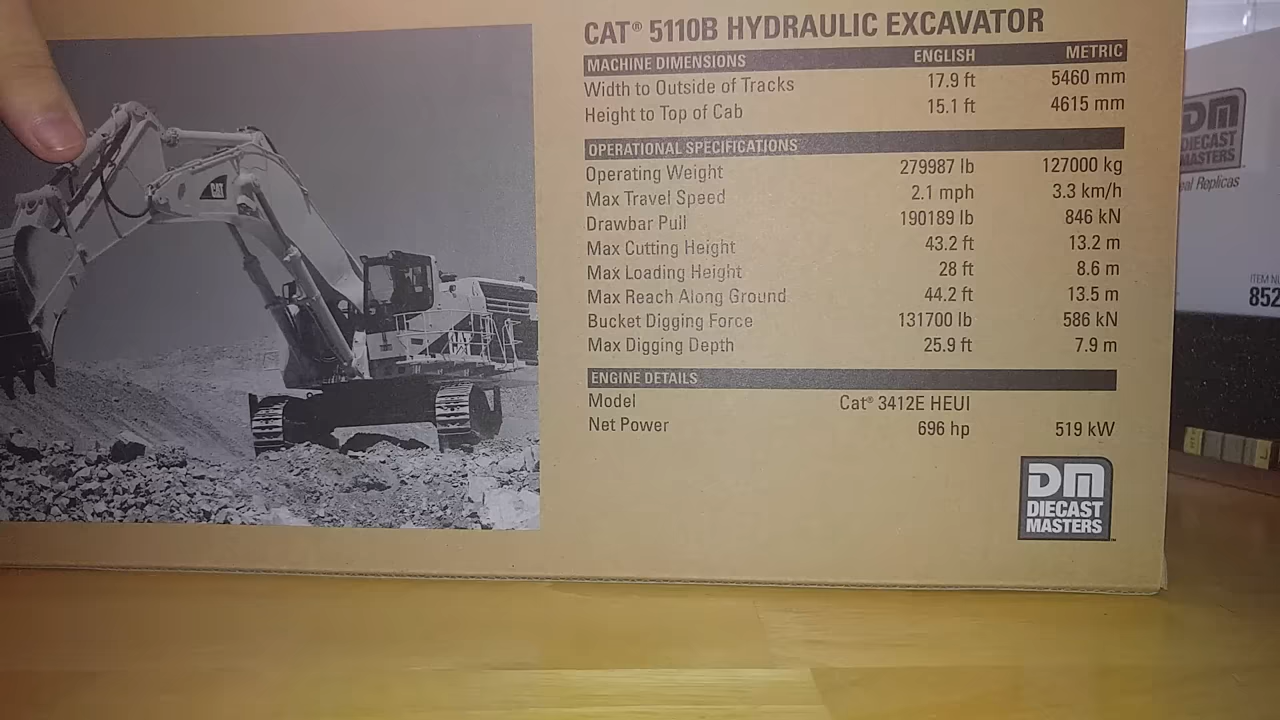 CAT® 5110B HYDRAULIC EXCAVATOR
MACHINE DIMENSIONS ENGLISH METRIC
Width to Outside of Tracks 17.9 ft 5460 mm
Height to Top of Cab 15.1 ft 4615 mm
OPERATIONAL SPECIFICATIONS
Operating Weight 279987 lb 127000 kg
Max Travel Speed 2.1 mph 3.3 km/h
Drawbar Pull 190189 lb 846 kN
Max Cutting Height 43.2 ft 13.2 m
Max Loading Height 28 ft 8.6 m
Max Reach Along Ground 44.2 ft 13.5 m
Bucket Digging Force 131700 lb 586 kN
Max Digging Depth 25.9 ft 7.9 m
ENGINE DETAILS
Model Cat® 3412E HEUI
Net Power 696 hp 519 kW
DM
DIECAST
MASTERS
CAT
CAT
DM
DIECAST
MASTERS
Replicas
ITEM
852